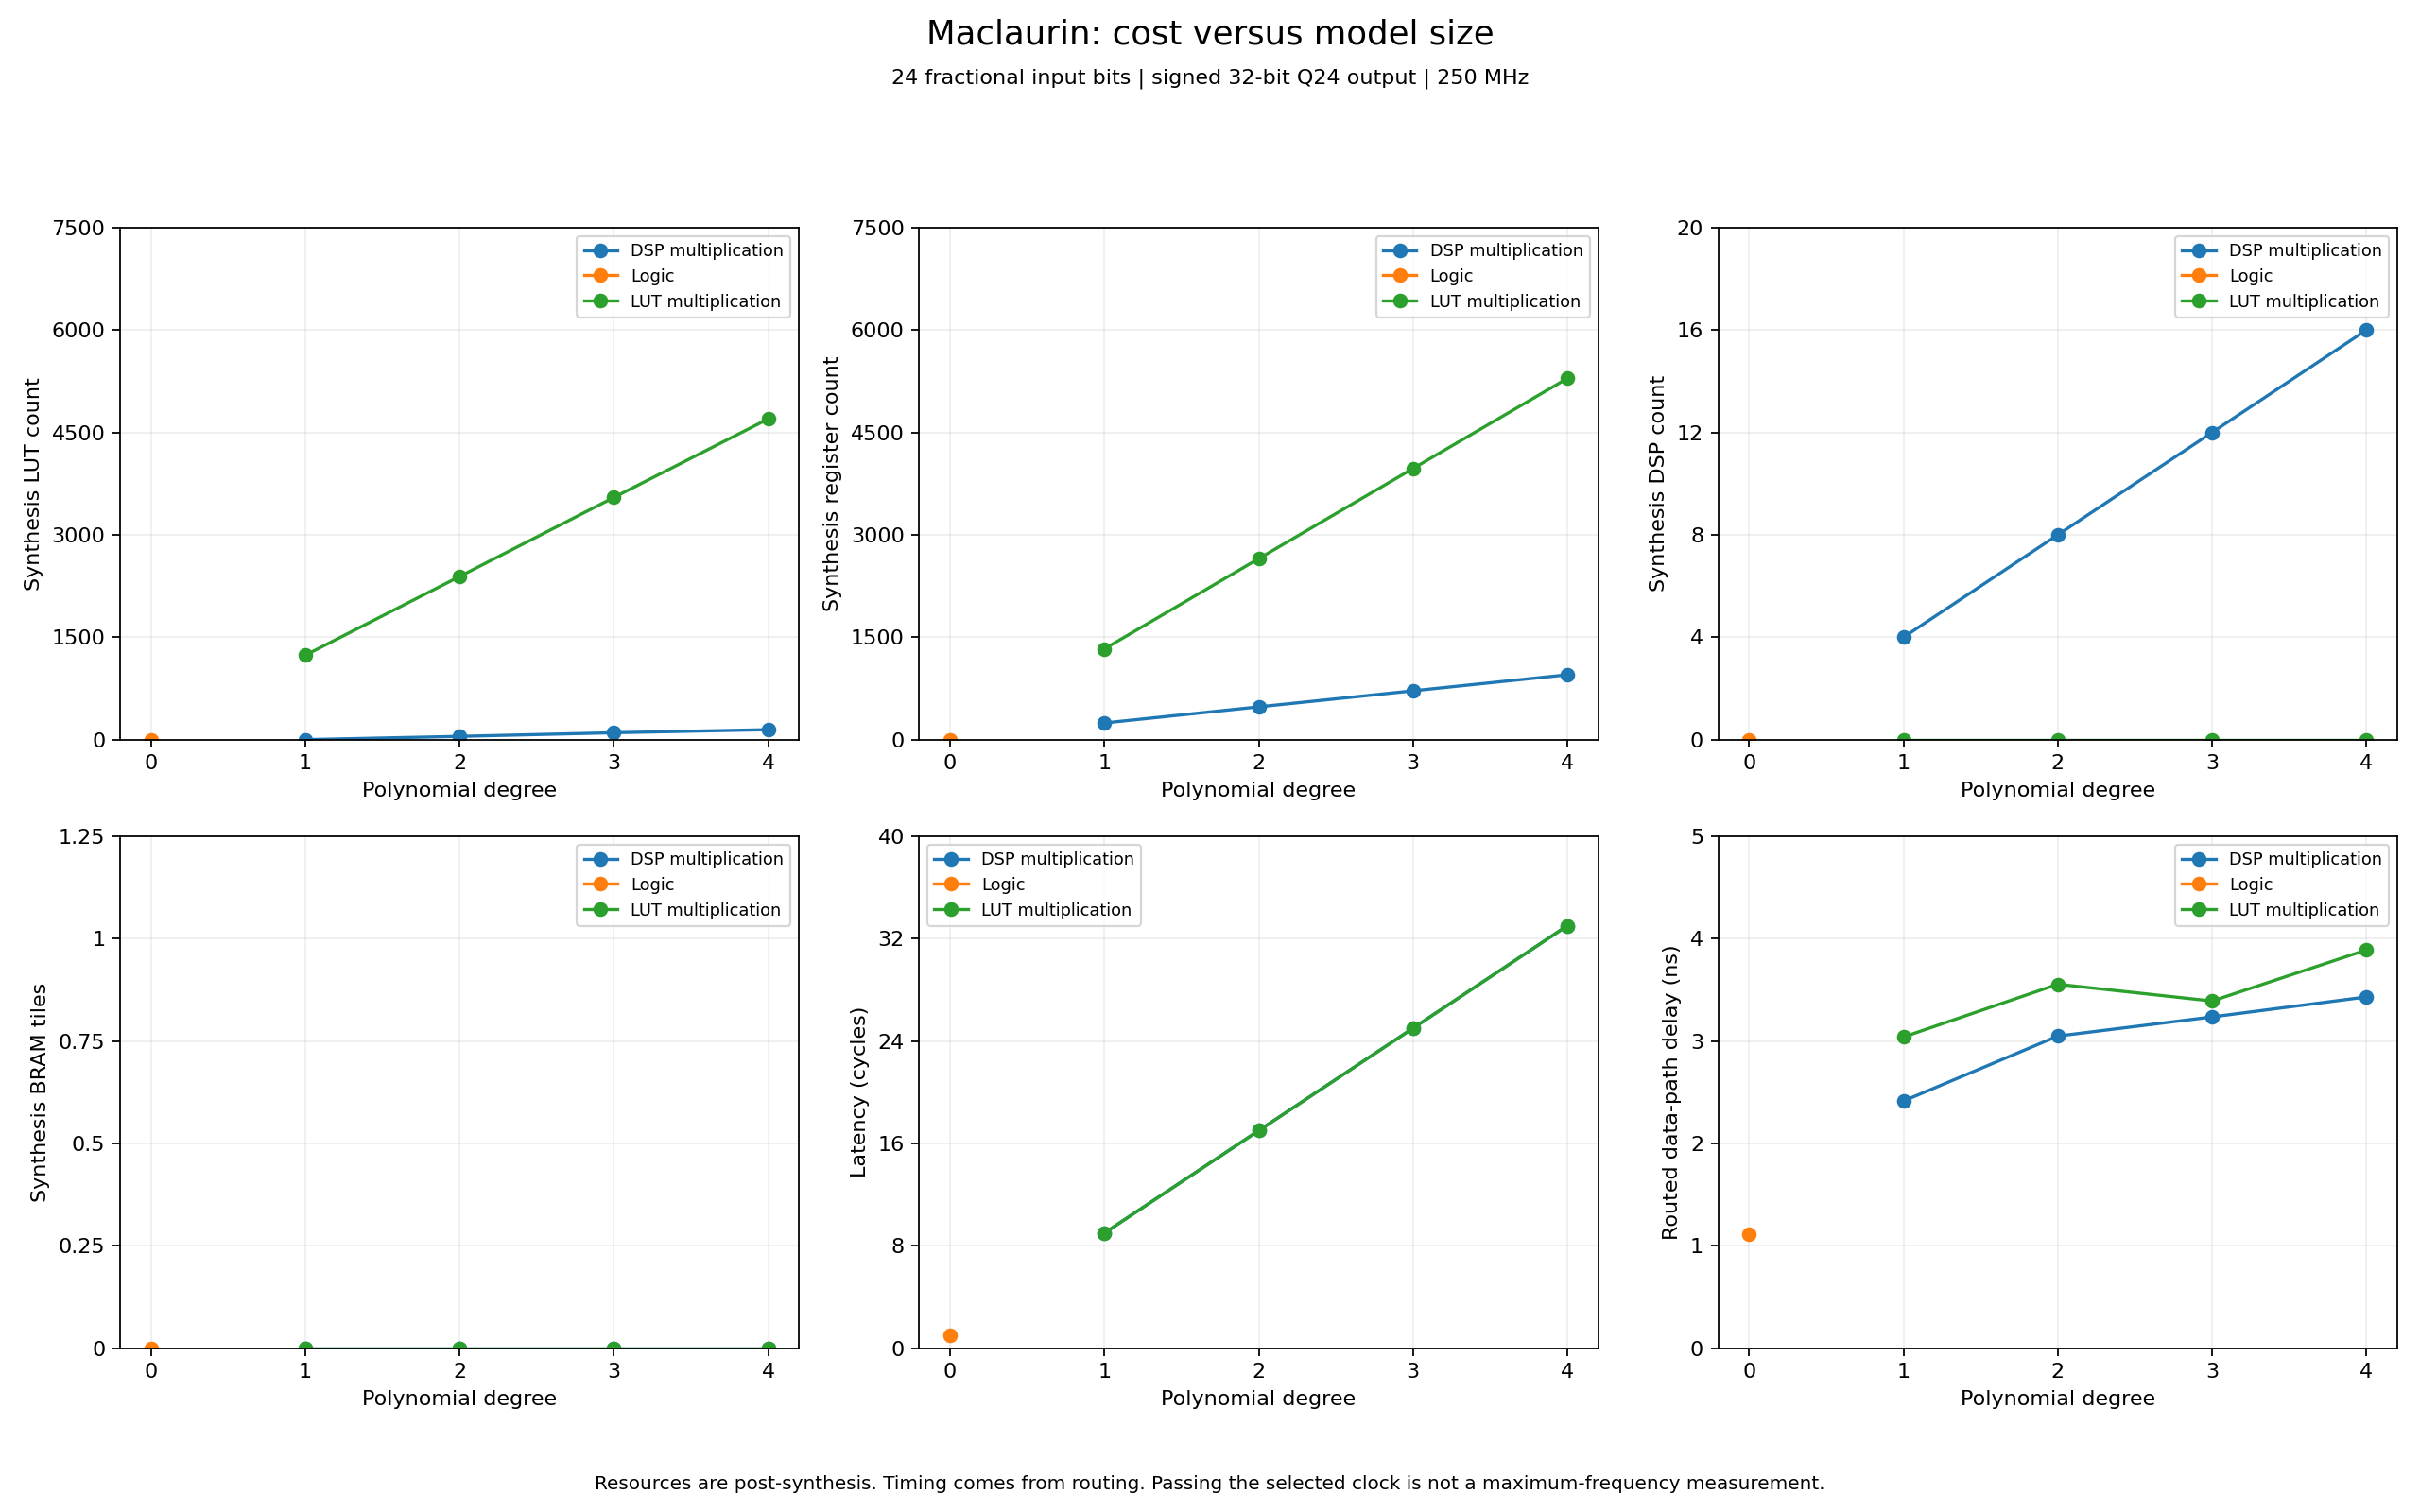 Maclaurin: cost versus model size
24 fractional input bits | signed 32-bit Q24 output | 250 MHz
Synthesis LUT count
7500
6000
4500
3000
1500
0
DSP multiplication
Logic
LUT multiplication
0 1 2 3 4
Polynomial degree
Synthesis register count
7500
6000
4500
3000
1500
0
DSP multiplication
Logic
LUT multiplication
0 1 2 3 4
Polynomial degree
Synthesis DSP count
20
16
12
8
4
0
DSP multiplication
Logic
LUT multiplication
0 1 2 3 4
Polynomial degree
Synthesis BRAM tiles
1.25
1
0.75
0.5
0.25
0
DSP multiplication
Logic
LUT multiplication
0 1 2 3 4
Polynomial degree
Latency (cycles)
40
32
24
16
8
0
DSP multiplication
Logic
LUT multiplication
0 1 2 3 4
Polynomial degree
Routed data-path delay (ns)
5
4
3
2
1
0
DSP multiplication
Logic
LUT multiplication
0 1 2 3 4
Polynomial degree
Resources are post-synthesis. Timing comes from routing. Passing the selected clock is not a maximum-frequency measurement.